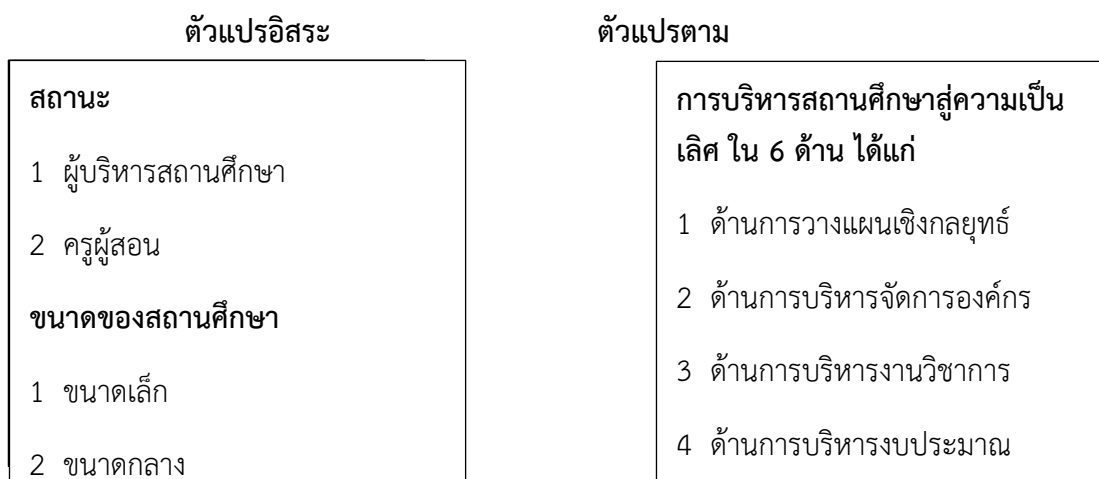 ตัวแปรอิสระ
ตัวแปรตาม
สถานะ
1 ผู้บริหารสถานศึกษา
2 ครูผู้สอน
ขนาดของสถานศึกษา
1 ขนาดเล็ก
2 ขนาดกลาง
การบริหารสถานศึกษาสู่ความเป็น
เลิศ ใน 6 ด้าน ได้แก่
1 ด้านการวางแผนเชิงกลยุทธ์
2 ด้านการบริหารจัดการองค์กร
3 ด้านการบริหารงานวิชาการ
4 ด้านการบริหารงบประมาณ